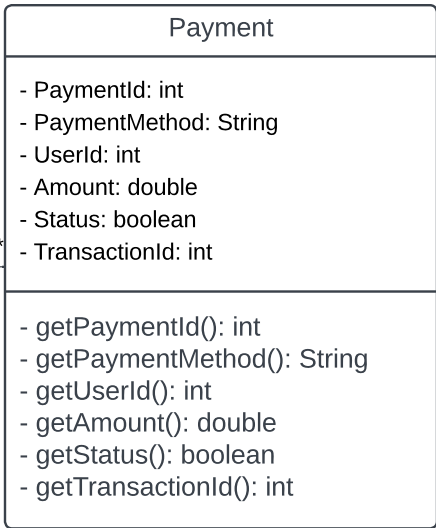 Payment
- PaymentId: int
- PaymentMethod: String
- UserId: int
- Amount: double
- Status: boolean
- TransactionId: int
- getPaymentId(): int
- getPaymentMethod(): String
- getUserId(): int
- getAmount(): double
- getStatus(): boolean
- getTransactionId(): int